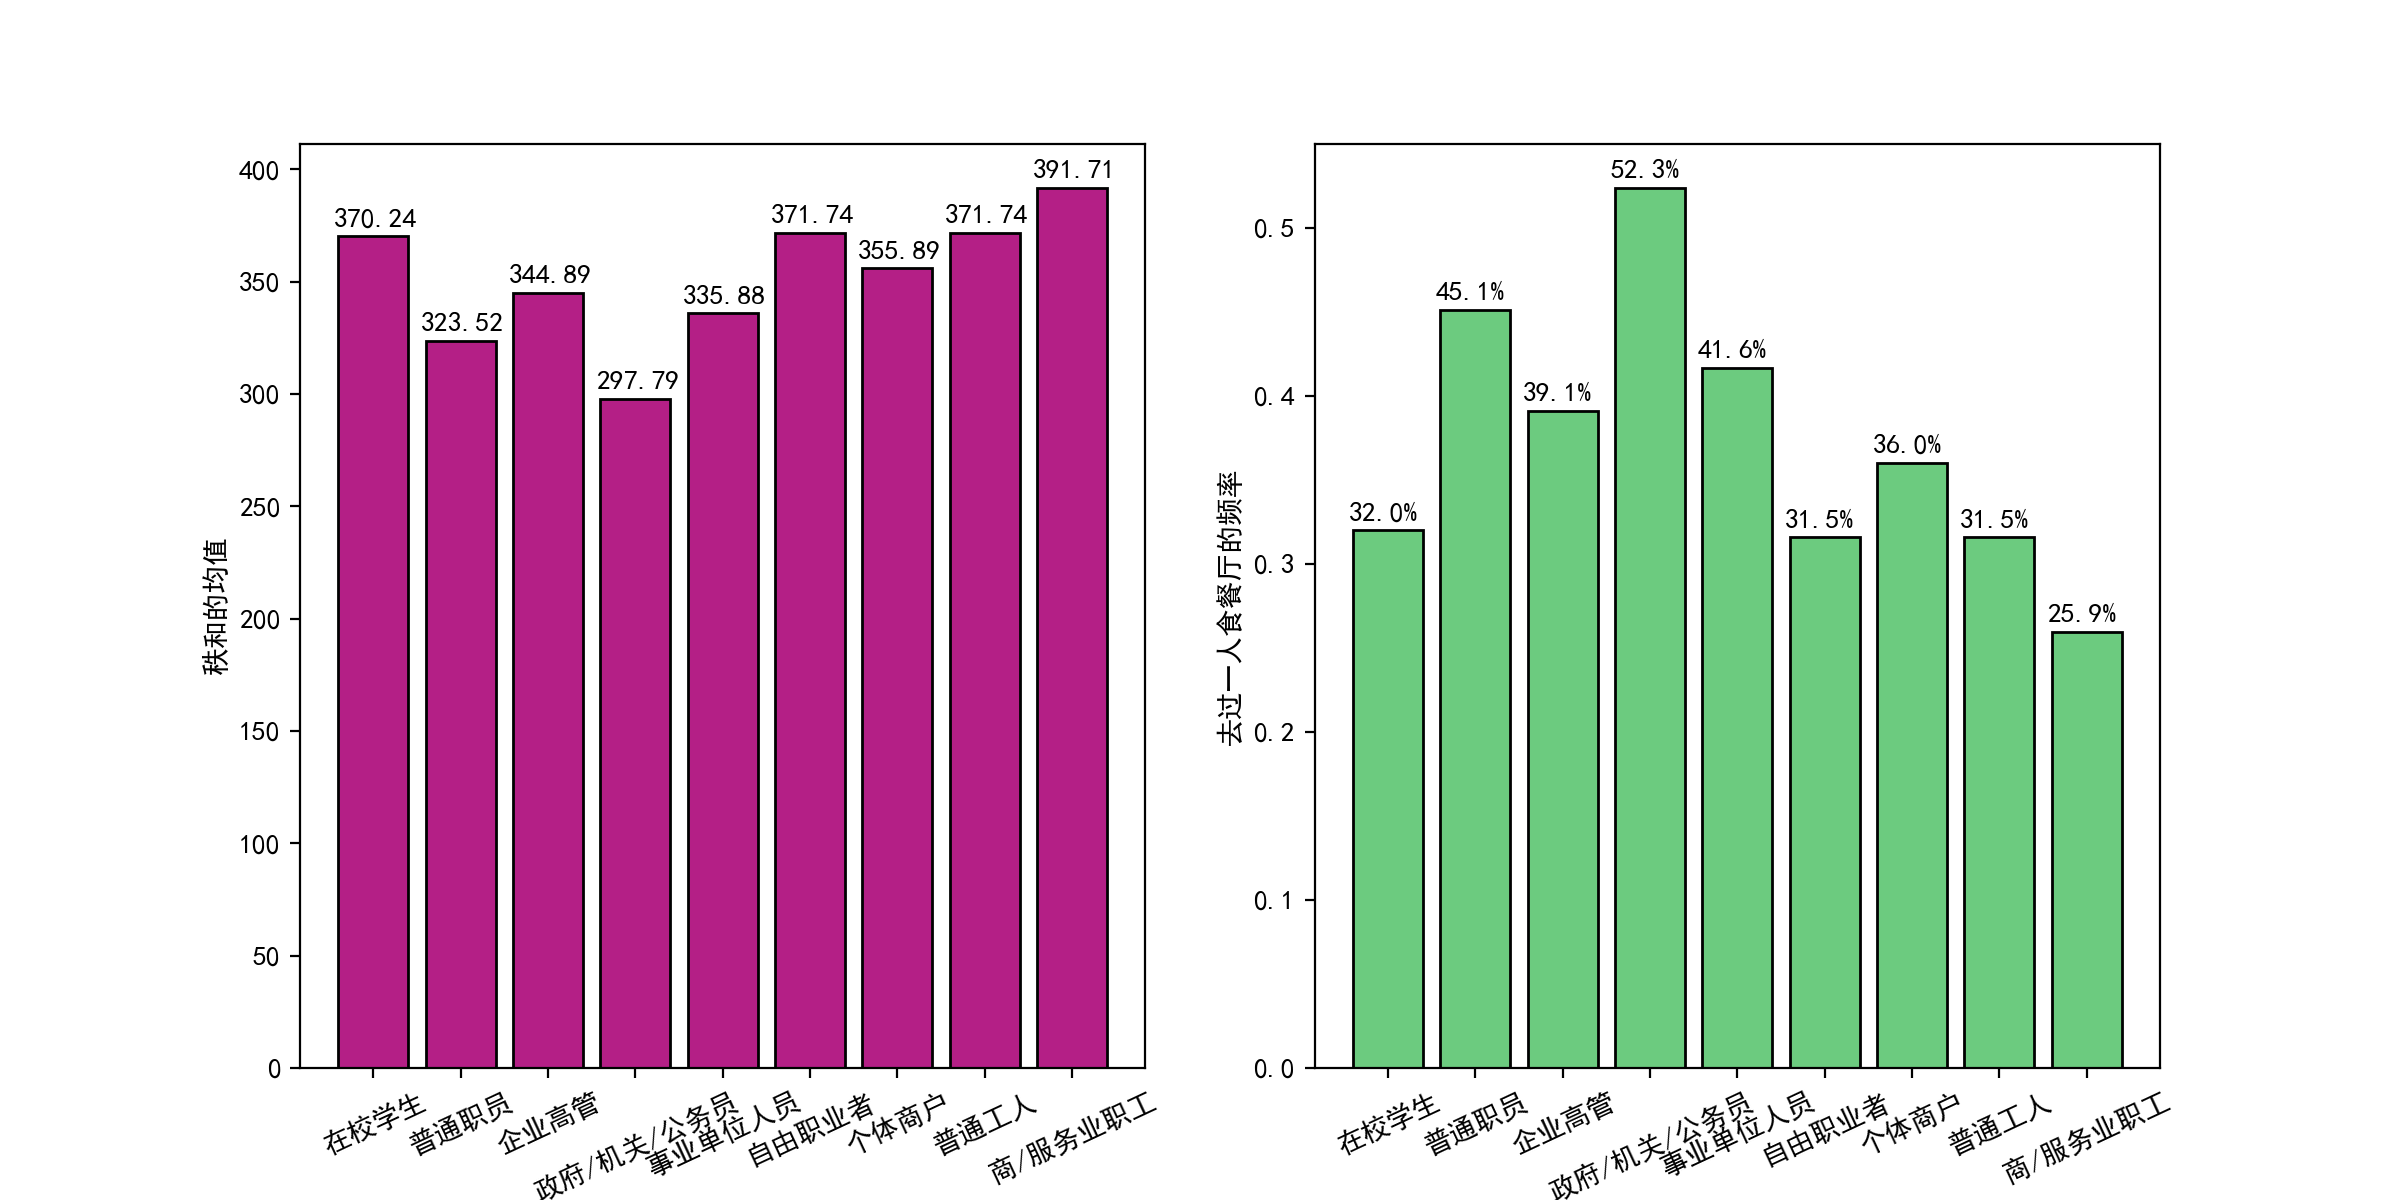 400
350
300
250
200
150
100
50
0
秩和的均值
370.24
323.52
344.89
297.79
335.88
371.74
355.89
371.74
391.71
在校学生
普通职员
企业高管
政府/机关/公务员
事业单位人员
自由职业者
个体商户
普通工人
商/服务业职工
0.5
0.4
0.3
0.2
0.1
0.0
去过一人食餐厅的频率
32.0%
45.1%
39.1%
52.3%
41.6%
31.5%
36.0%
31.5%
25.9%
在校学生
普通职员
企业高管
政府/机关/公务员
事业单位人员
自由职业者
个体商户
普通工人
商/服务业职工